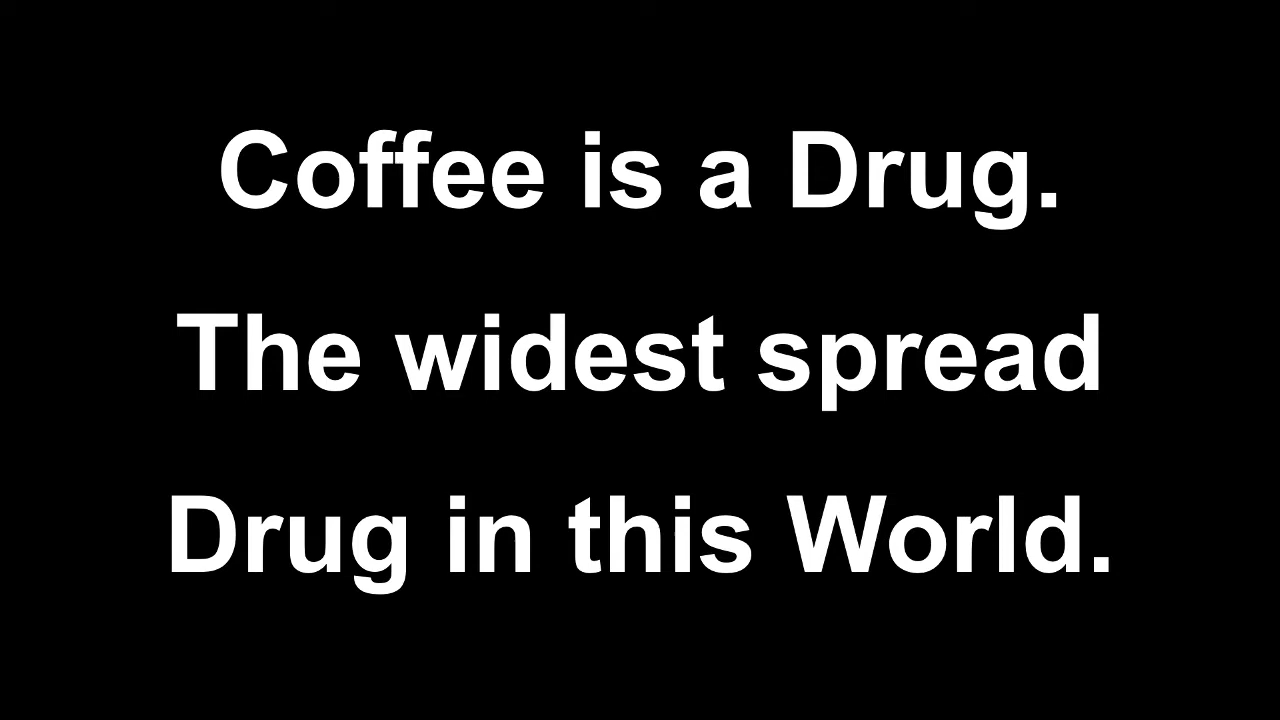 Coffee is a Drug.
The widest spread
Drug in this World.